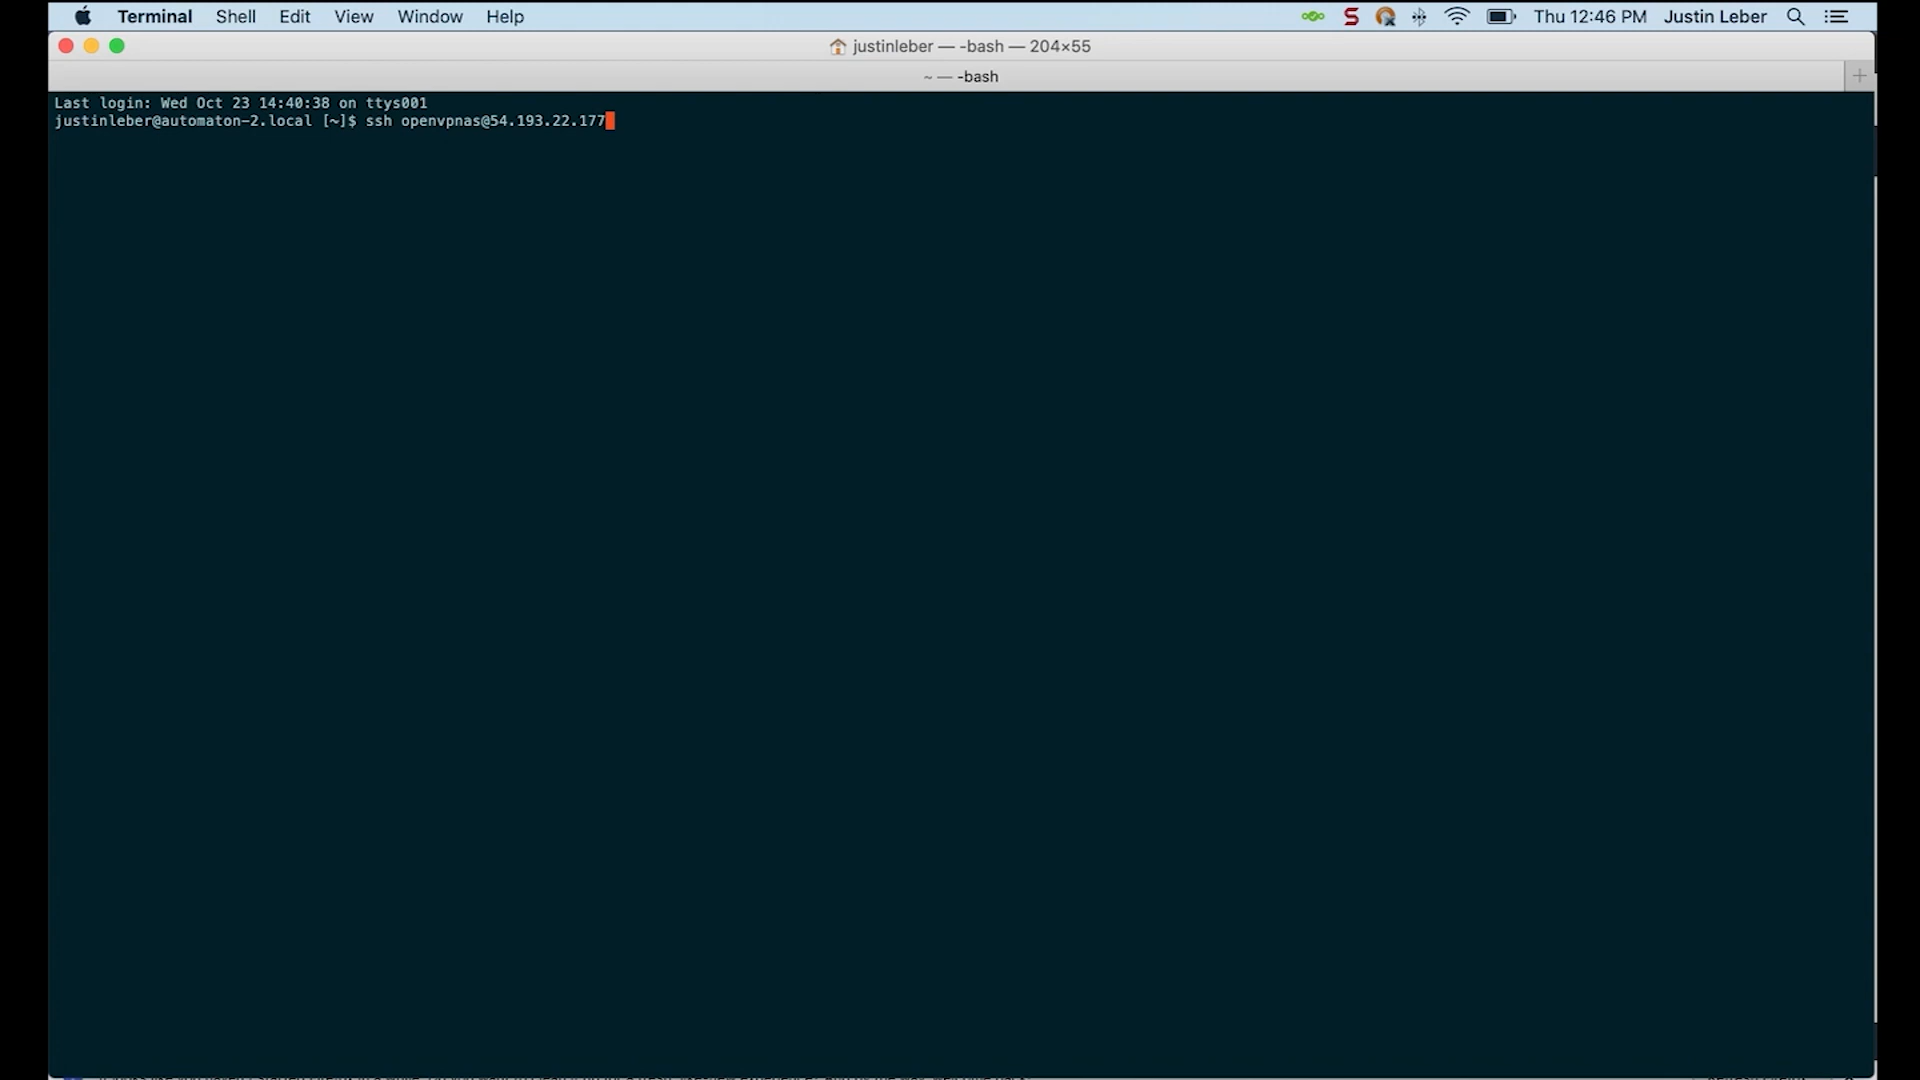 Terminal Shell Edit View Window Help Thu 12:46 PM Justin Leber
justinleber — -bash — 204×55
~ — -bash
Last login: Wed Oct 23 14:40:38 on ttys001
justinleber@automaton-2.local [~]$ ssh openvpnas@54.193.22.177